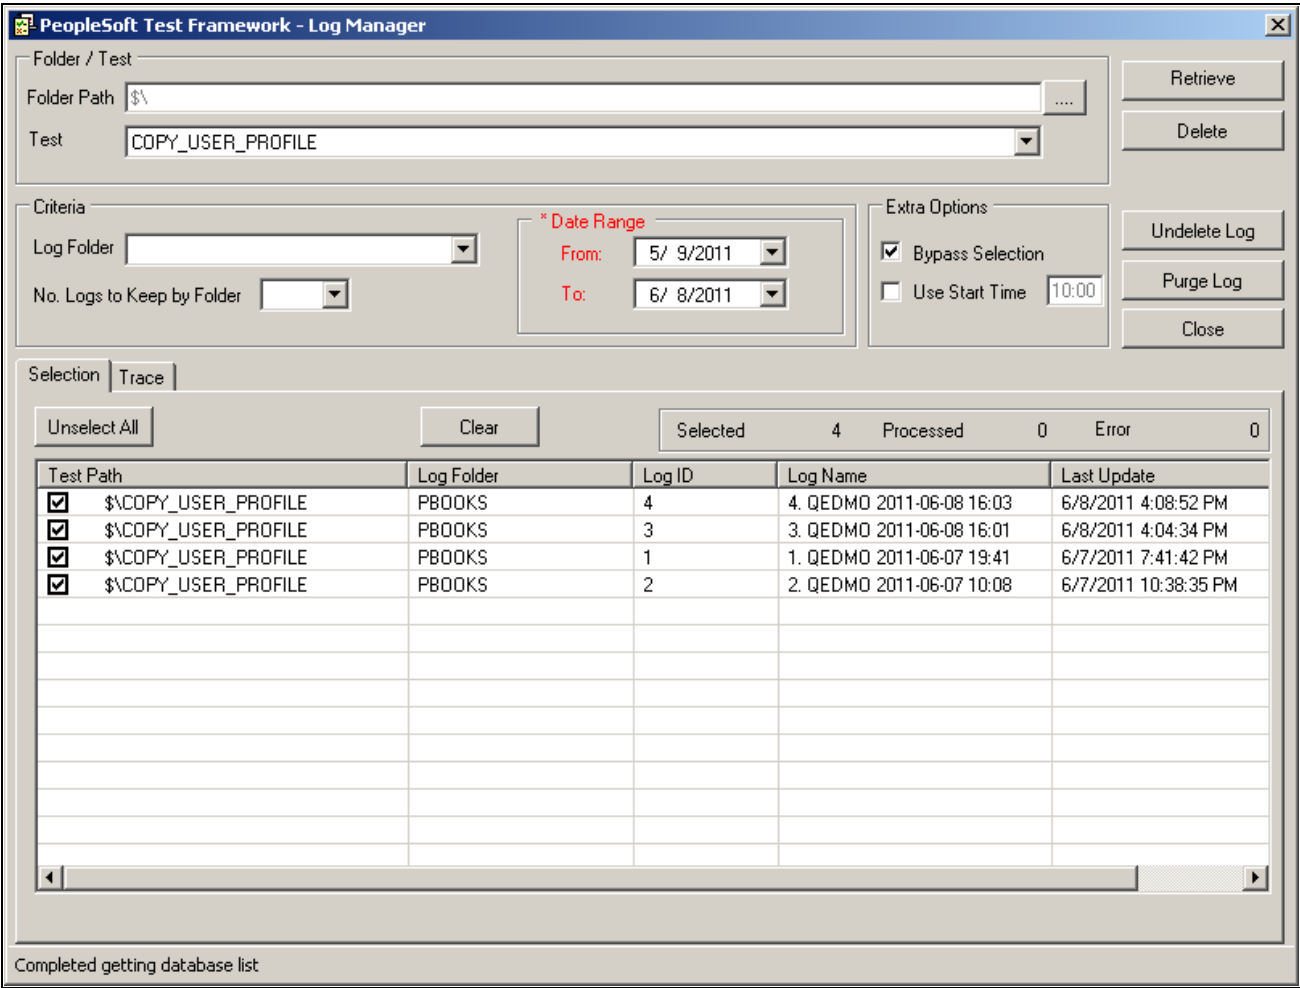 PeopleSoft Test Framework - Log Manager
Folder / Test
Folder Path $\ ....
Test COPY_USER_PROFILE
Retrieve
Delete
Criteria
Log Folder
No. Logs to Keep by Folder
* Date Range
From: 5/ 9/2011
To: 6/ 8/2011
Extra Options
Bypass Selection
Use Start Time 10:00
Undelete Log
Purge Log
Close
Selection Trace
Unselect All Clear Selected 4 Processed 0 Error 0
Test Path Log Folder Log ID Log Name Last Update
$\COPY_USER_PROFILE PBOOKS 4 4. QEDMO 2011-06-08 16:03 6/8/2011 4:08:52 PM
$\COPY_USER_PROFILE PBOOKS 3 3. QEDMO 2011-06-08 16:01 6/8/2011 4:04:34 PM
$\COPY_USER_PROFILE PBOOKS 1 1. QEDMO 2011-06-07 19:41 6/7/2011 7:41:42 PM
$\COPY_USER_PROFILE PBOOKS 2 2. QEDMO 2011-06-07 10:08 6/7/2011 10:38:35 PM
Completed getting database list